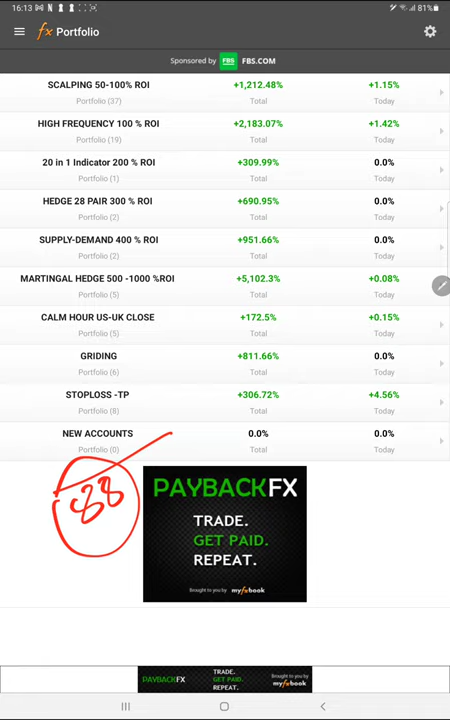 16:13
81%
fx Portfolio
Sponsored by FBS FBS.COM
SCALPING 50-100% ROI +1,212.48% +1.15%
Portfolio (37) Total Today
HIGH FREQUENCY 100 % ROI +2,183.07% +1.42%
Portfolio (19) Total Today
20 in 1 Indicator 200 % ROI +309.99% 0.0%
Portfolio (1) Total Today
HEDGE 28 PAIR 300 % ROI +690.95% 0.0%
Portfolio (2) Total Today
SUPPLY-DEMAND 400 % ROI +951.66% 0.0%
Portfolio (2) Total Today
MARTINGAL HEDGE 500 -1000 %ROI +5,102.3% +0.08%
Portfolio (5) Total Today
CALM HOUR US-UK CLOSE +172.5% +0.15%
Portfolio (5) Total Today
GRIDING +811.66% 0.0%
Portfolio (6) Total Today
STOPLOSS -TP +306.72% +4.56%
Portfolio (8) Total Today
NEW ACCOUNTS 0.0% 0.0%
Portfolio (0) Total Today
88
PAYBACKFX
TRADE.
GET PAID.
REPEAT.
Brought to you by myfxbook
PAYBACKFX
TRADE.
GET PAID.
REPEAT.
Brought to you by
myfxbook